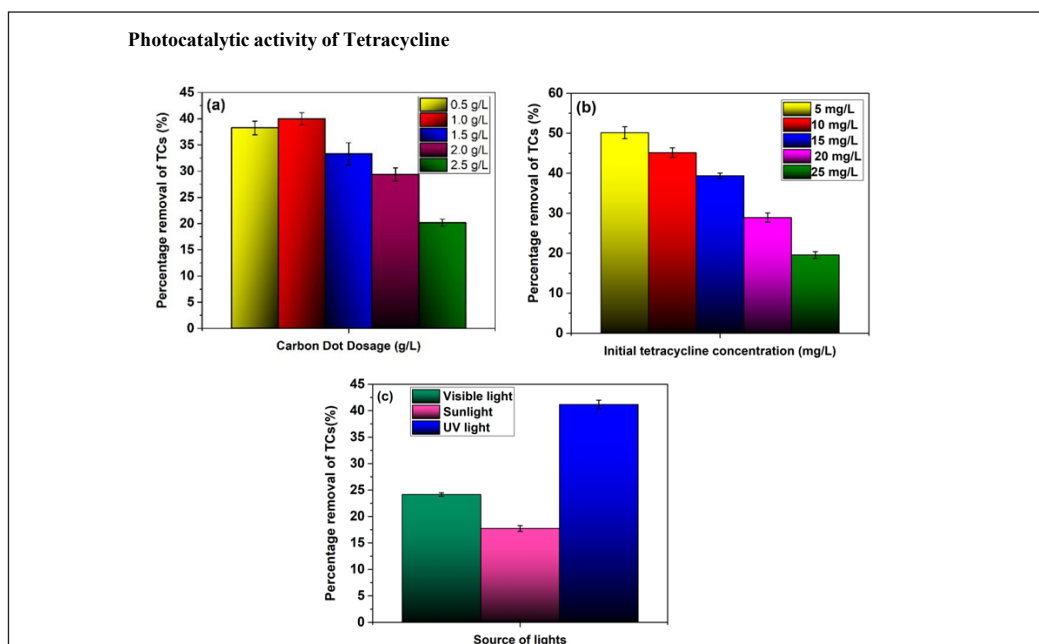 Photocatalytic activity of Tetracycline
(a)
Percentage removal of TCs (%)
45
40
35
30
25
20
15
10
5
0
0.5 g/L
1.0 g/L
1.5 g/L
2.0 g/L
2.5 g/L
Carbon Dot Dosage (g/L)
(b)
Percentage removal of TCs (%)
60
50
40
30
20
10
0
5 mg/L
10 mg/L
15 mg/L
20 mg/L
25 mg/L
Initial tetracycline concentration (mg/L)
(c)
Percentage removal of TCs(%)
45
40
35
30
25
20
15
10
5
0
Visible light
Sunlight
UV light
Source of lights